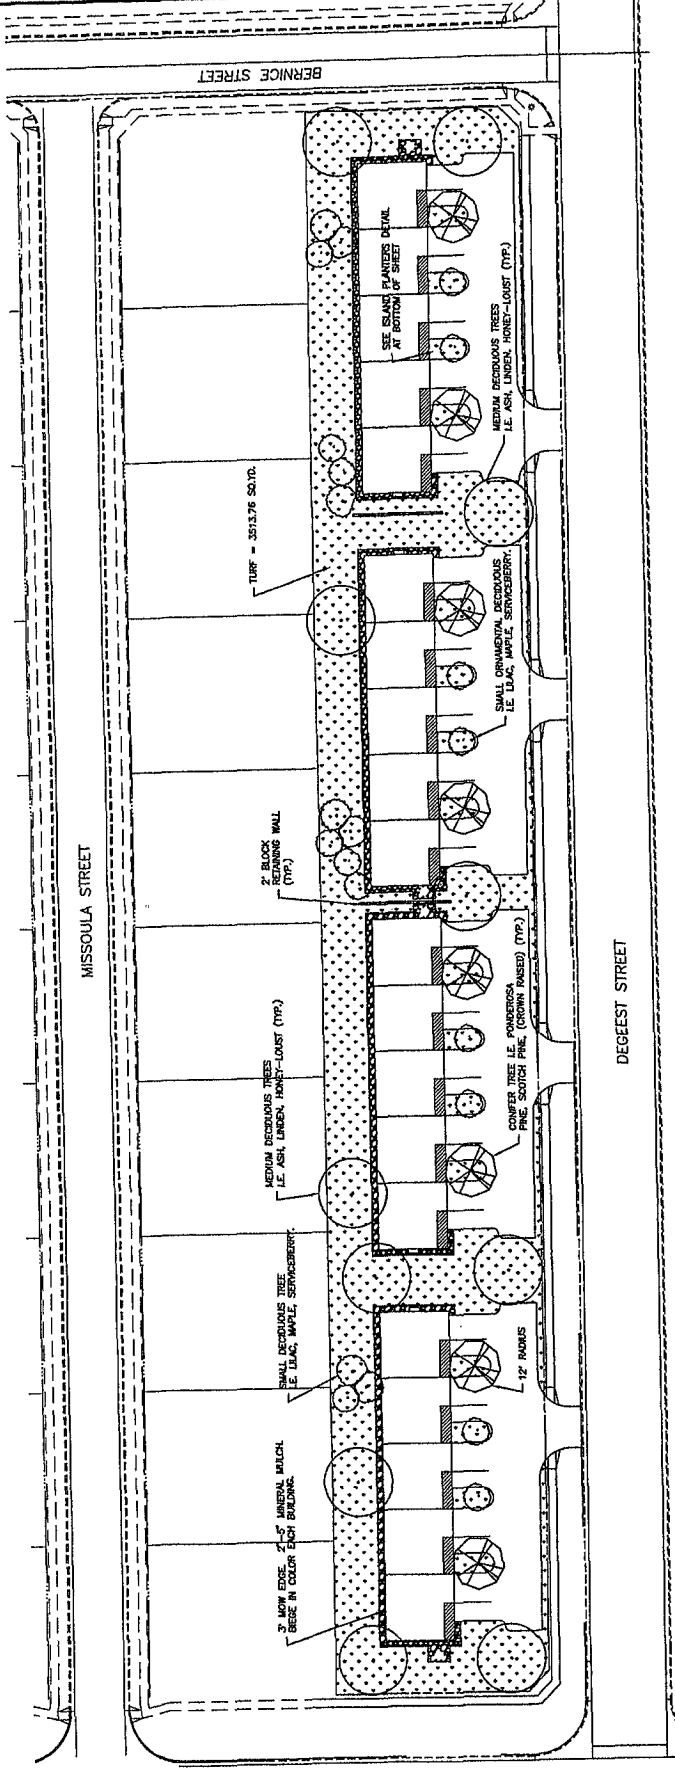 BERNICE STREET
SEE ISLAND PLANTERS DETAIL
AT BOTTOM OF SHEET
MEDIUM DECIDUOUS TREES
I.E. ASH, LINDEN, HONEY-LOUST (TYP.)
TURF = 3513.76 SQ.YD.
SMALL ORNAMENTAL DECIDUOUS
I.E. LILAC, MAPLE, SERVICEBERRY.
2' BLOCK
RETAINING WALL
(TYP.)
MISSOULA STREET
DEGEEST STREET
CONIFER TREE I.E. PONDEROSA
PINE, SCOTCH PINE, (CROWN RAISED) (TYP.)
MEDIUM DECIDUOUS TREES
I.E. ASH, LINDEN, HONEY-LOUST (TYP.)
SMALL DECIDUOUS TREE
I.E. LILAC, MAPLE, SERVICEBERRY.
12' RADIUS
3' MOW EDGE. 2"-5" MINERAL MULCH.
BIEGE IN COLOR EACH BUILDING.